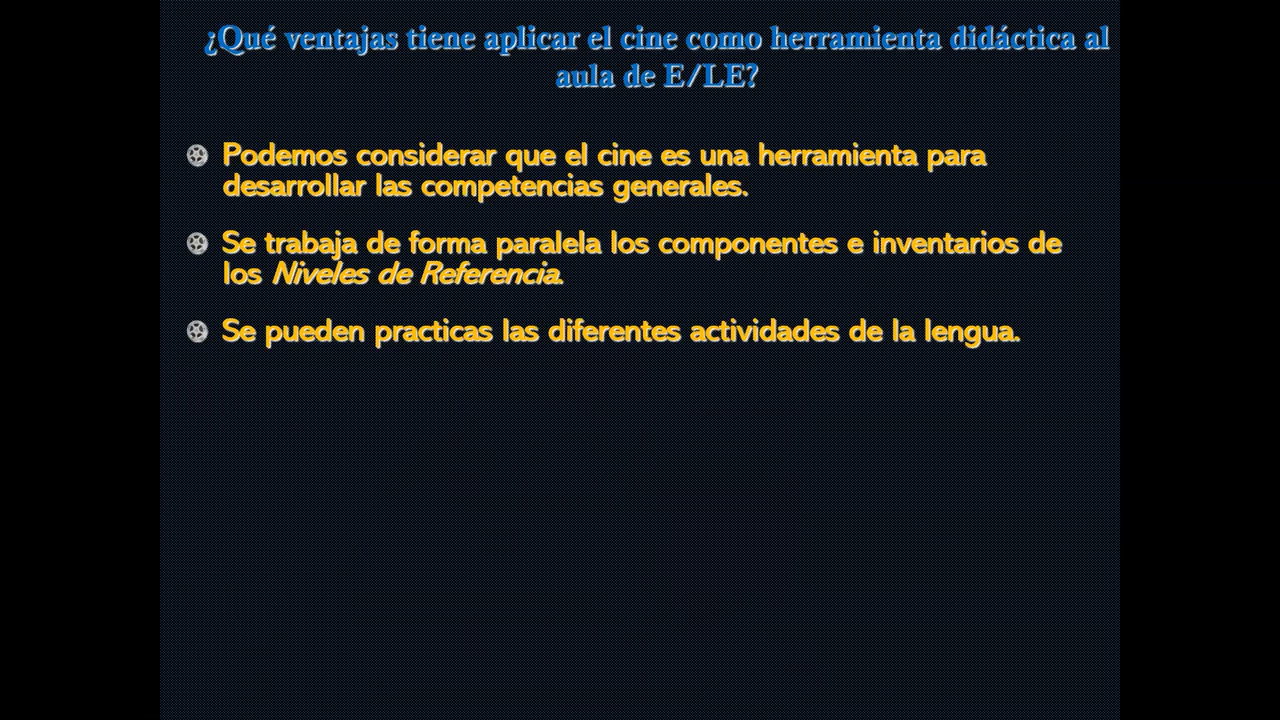 ¿Qué ventajas tiene aplicar el cine como herramienta didáctica al
aula de E/LE?
Podemos considerar que el cine es una herramienta para
desarrollar las competencias generales.
Se trabaja de forma paralela los componentes e inventarios de
los Niveles de Referencia.
Se pueden practicas las diferentes actividades de la lengua.